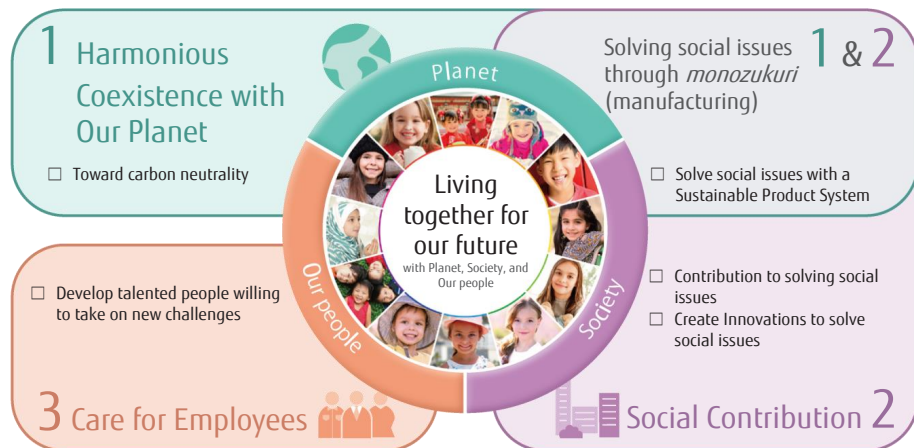 1 Harmonious
Coexistence with
Our Planet
☐ Toward carbon neutrality
Solving social issues 1 & 2
through monozukuri
(manufacturing)
☐ Solve social issues with a
Sustainable Product System
Planet
Living
together for
our future
with Planet, Society, and
Our people
Our people
Society
☐ Develop talented people willing
to take on new challenges
3 Care for Employees
☐ Contribution to solving social
issues
☐ Create Innovations to solve
social issues
Social Contribution 2